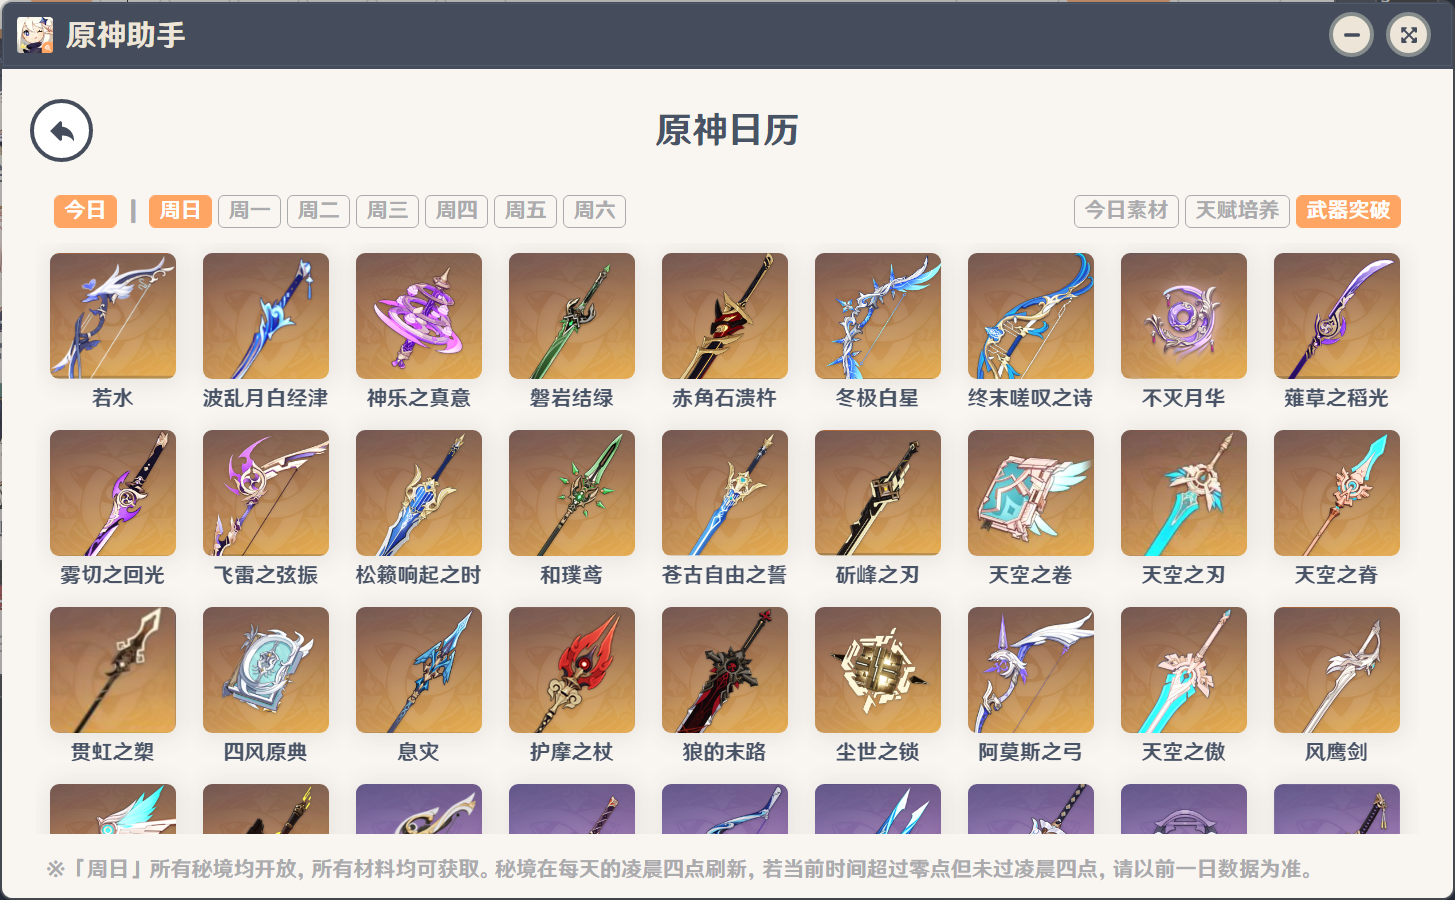 原神助手
原神日历
今日 | 周日 周一 周二 周三 周四 周五 周六 今日素材 天赋培养 武器突破
若水 波乱月白经津 神乐之真意 磐岩结绿 赤角石溃杵 冬极白星 终末嗟叹之诗 不灭月华 薙草之稻光
雾切之回光 飞雷之弦振 松籁响起之时 和璞鸢 苍古自由之誓 斫峰之刃 天空之卷 天空之刃 天空之脊
贯虹之槊 四风原典 息灾 护摩之杖 狼的末路 尘世之锁 阿莫斯之弓 天空之傲 风鹰剑
※「周日」所有秘境均开放，所有材料均可获取。秘境在每天的凌晨四点刷新，若当前时间超过零点但未过凌晨四点，请以前一日数据为准。